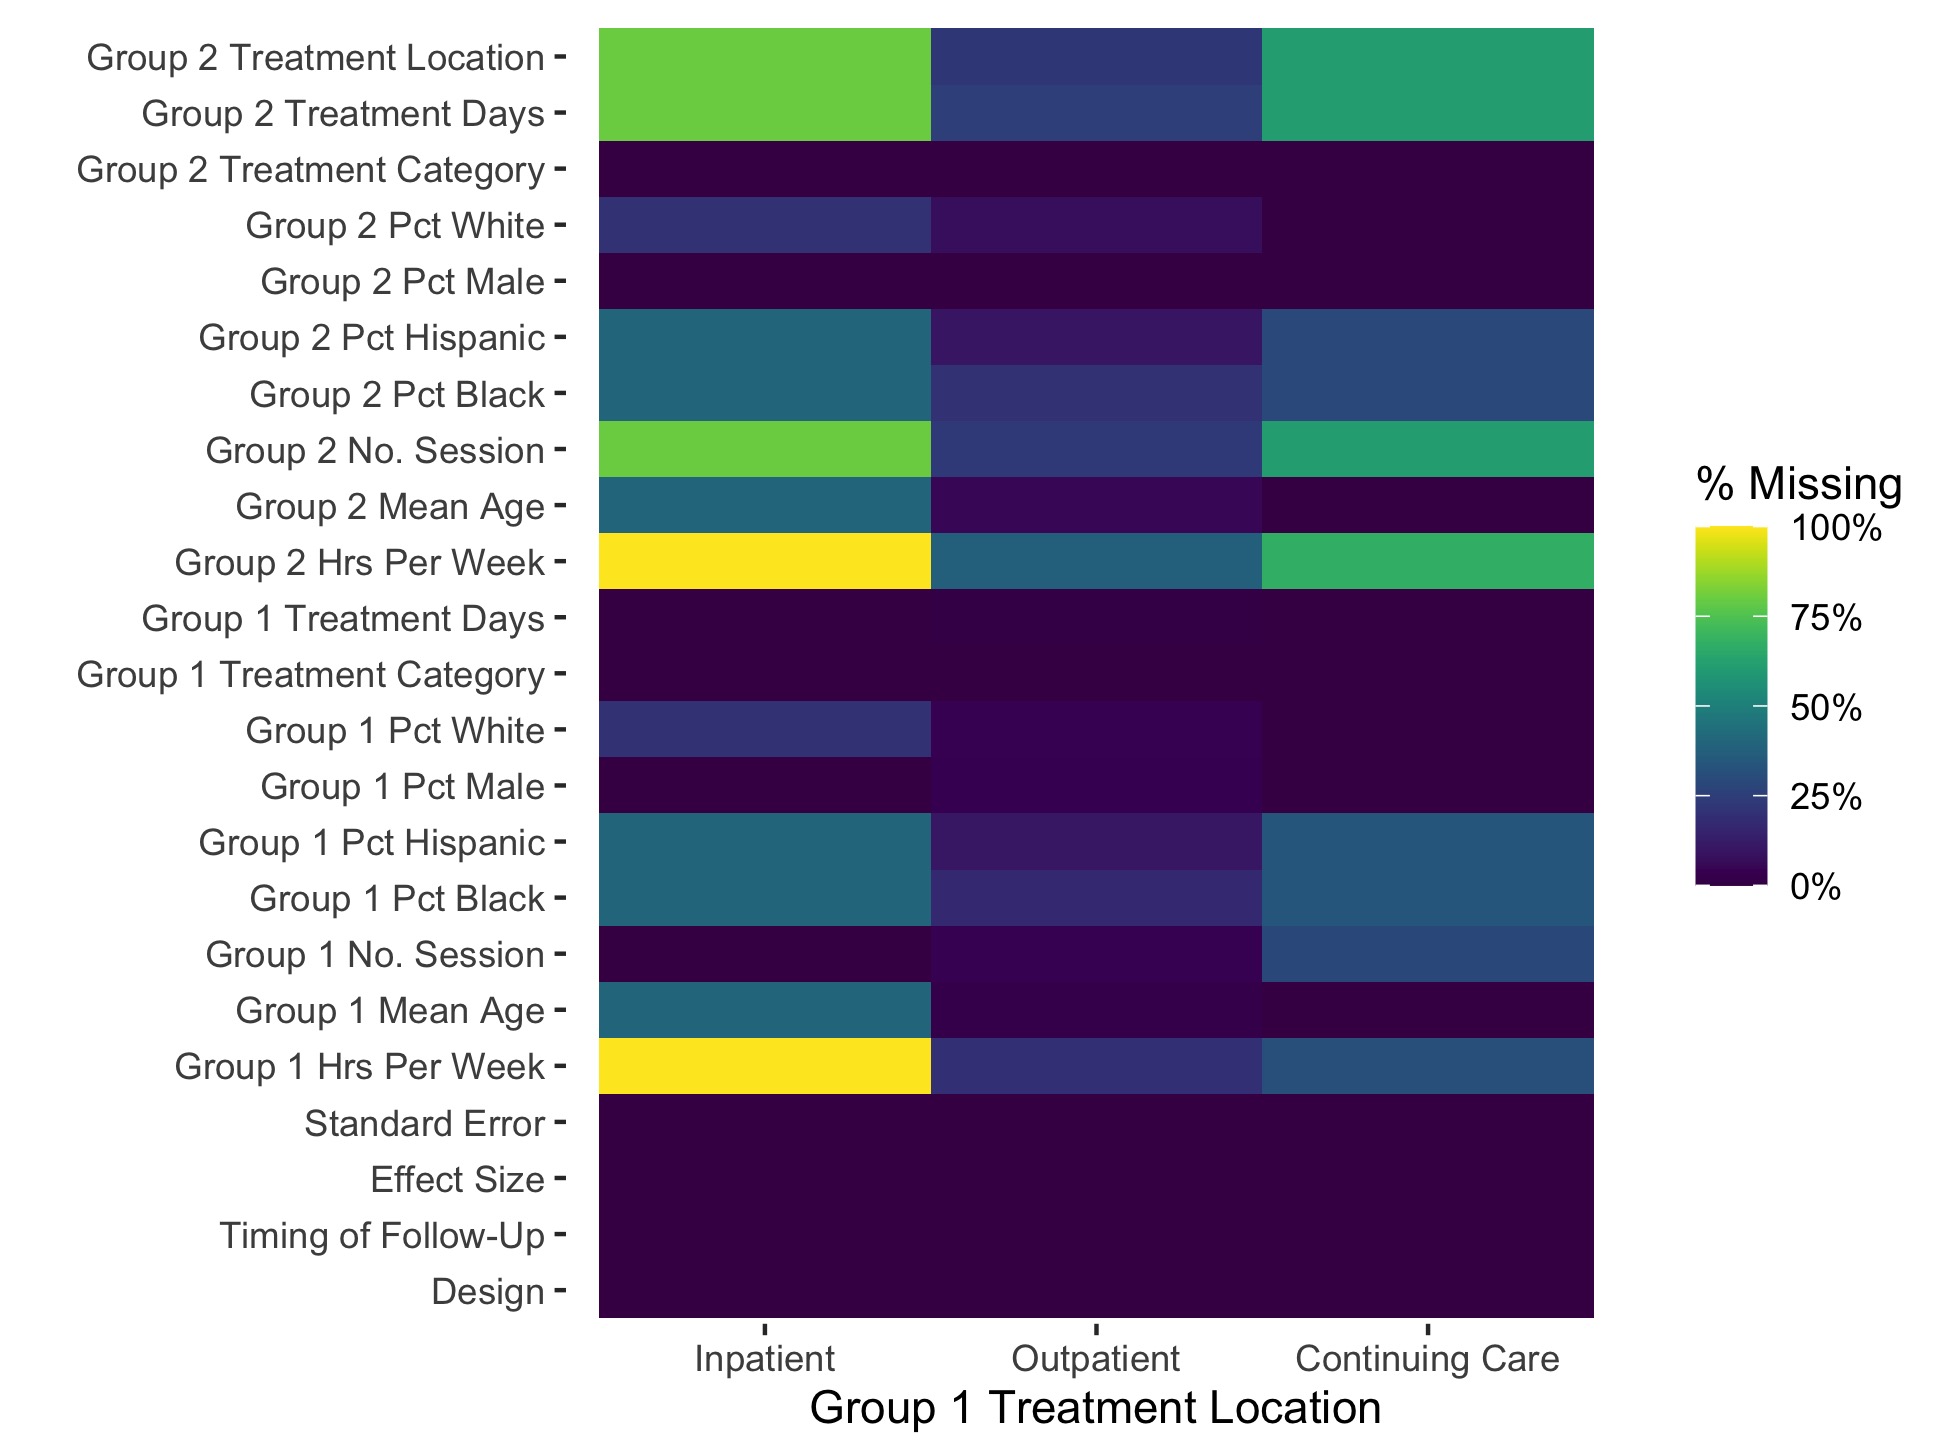 Group 2 Treatment Location
Group 2 Treatment Days
Group 2 Treatment Category
Group 2 Pct White
Group 2 Pct Male
Group 2 Pct Hispanic
Group 2 Pct Black
Group 2 No. Session
Group 2 Mean Age
Group 2 Hrs Per Week
Group 1 Treatment Days
Group 1 Treatment Category
Group 1 Pct White
Group 1 Pct Male
Group 1 Pct Hispanic
Group 1 Pct Black
Group 1 No. Session
Group 1 Mean Age
Group 1 Hrs Per Week
Standard Error
Effect Size
Timing of Follow-Up
Design
Inpatient
Outpatient
Continuing Care
Group 1 Treatment Location
% Missing
100%
75%
50%
25%
0%